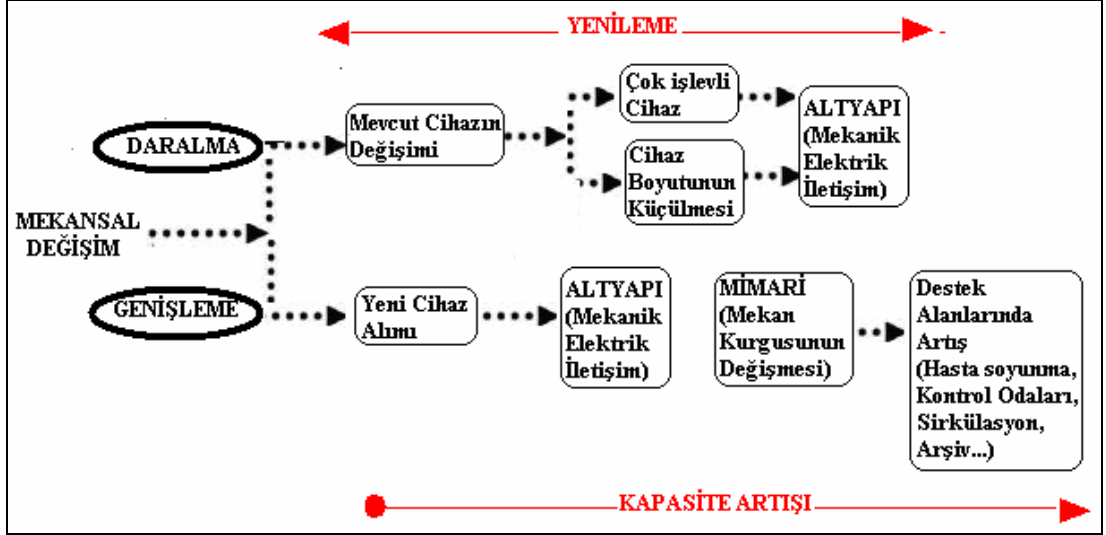 YENİLEME
DARALMA
Mevcut Cihazın
Değişimi
Çok işlevli
Cihaz
Cihaz
Boyutunun
Küçülmesi
ALTYAPI
(Mekanik
Elektrik
İletişim)
MEKANSAL
DEĞİŞİM
GENİŞLEME
Yeni Cihaz
Alımı
ALTYAPI
(Mekanik
Elektrik
İletişim)
MİMARİ
(Mekan
Kurgusunun
Değişmesi)
Destek
Alanlarında
Artış
(Hasta soyunma,
Kontrol Odaları,
Sirkülasyon,
Arşiv...)
KAPASİTE ARTIŞI